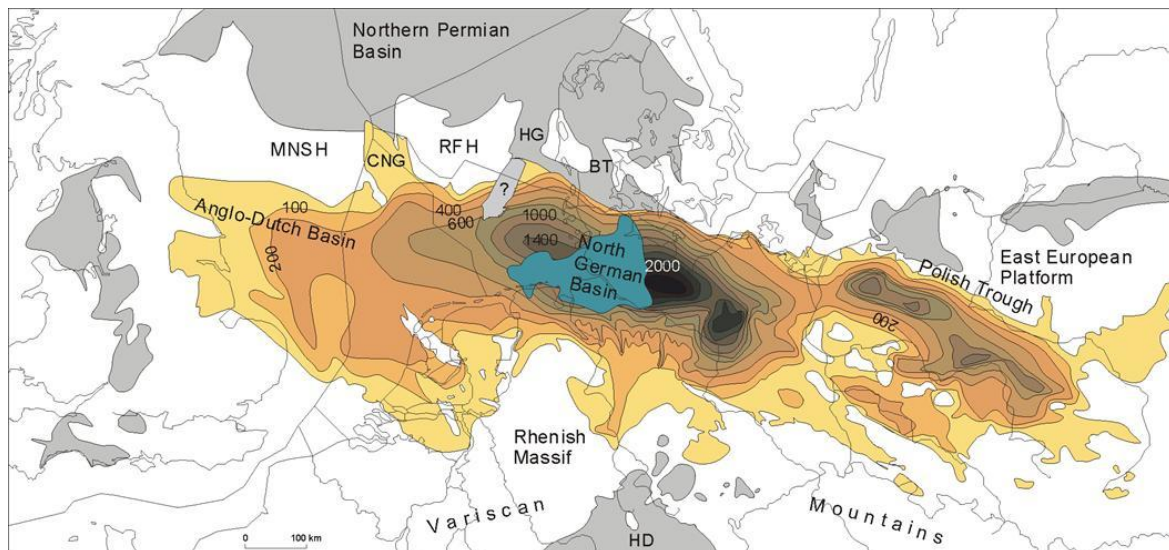 Northern Permian
Basin
HG
MNSH
RFH
CNG
BT
?
100
400
600
1000
Anglo-Dutch Basin
200
1400
North
German
Basin
2000
East European
Platform
Polish Trough
200
Rhenish
Massif
Variscan
Mountains
HD
0 100 km